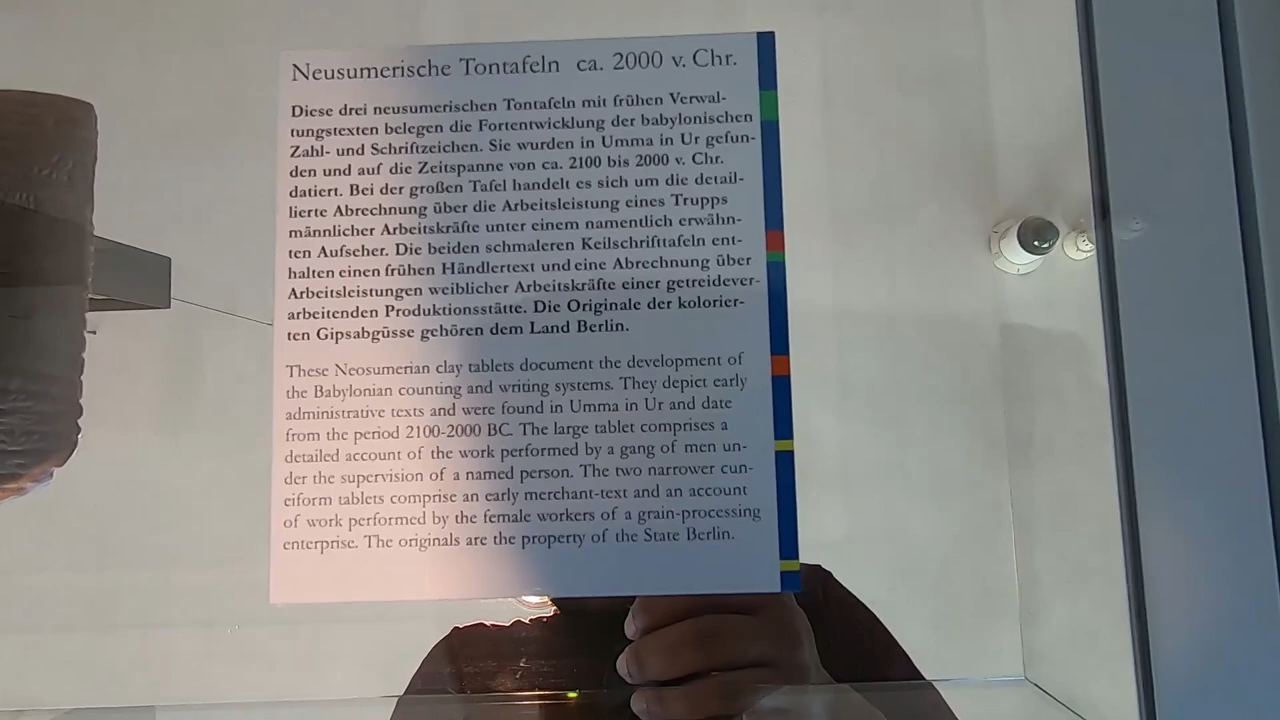 Neusumerische Tontafeln ca. 2000 v. Chr.
Diese drei neusumerischen Tontafeln mit frühen Verwal-
tungstexten belegen die Fortentwicklung der babylonischen
Zahl- und Schriftzeichen. Sie wurden in Umma in Ur gefun-
den und auf die Zeitspanne von ca. 2100 bis 2000 v. Chr.
datiert. Bei der großen Tafel handelt es sich um die detail-
lierte Abrechnung über die Arbeitsleistung eines Trupps
männlicher Arbeitskräfte unter einem namentlich erwähn-
ten Aufseher. Die beiden schmaleren Keilschrifttafeln ent-
halten einen frühen Händlertext und eine Abrechnung über
Arbeitsleistungen weiblicher Arbeitskräfte einer getreidever-
arbeitenden Produktionsstätte. Die Originale der kolorier-
ten Gipsabgüsse gehören dem Land Berlin.
These Neosumerian clay tablets document the development of
the Babylonian counting and writing systems. They depict early
administrative texts and were found in Umma in Ur and date
from the period 2100-2000 BC. The large tablet comprises a
detailed account of the work performed by a gang of men un-
der the supervision of a named person. The two narrower cun-
eiform tablets comprise an early merchant-text and an account
of work performed by the female workers of a grain-processing
enterprise. The originals are the property of the State Berlin.